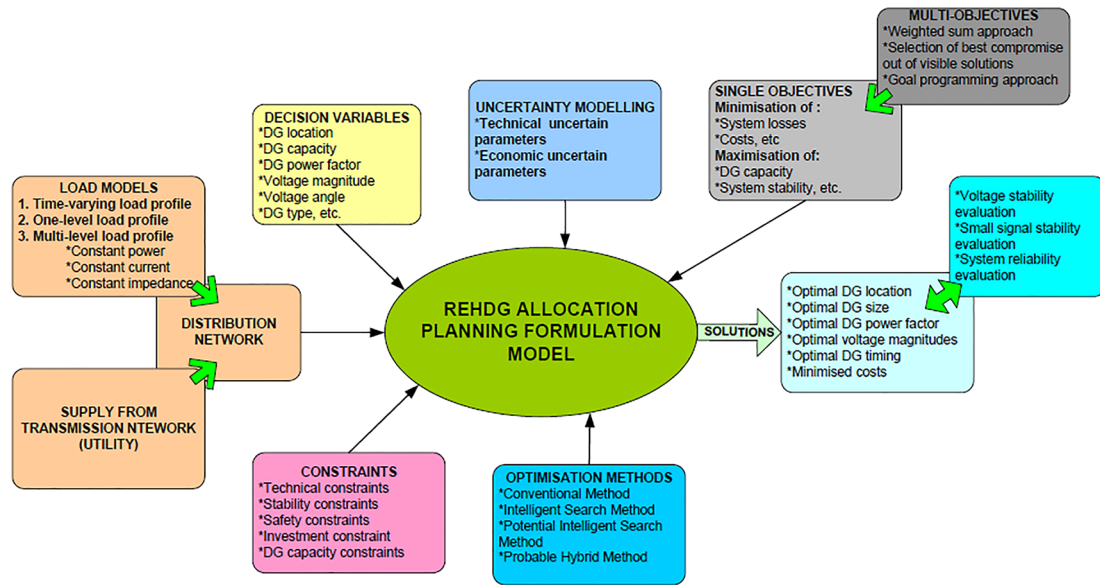 MULTI-OBJECTIVES
*Weighted sum approach
*Selection of best compromise
out of visible solutions
*Goal programming approach
SINGLE OBJECTIVES
Minimisation of :
*System losses
*Costs, etc
Maximisation of:
*DG capacity
*System stability, etc.
UNCERTAINTY MODELLING
*Technical uncertain
parameters
*Economic uncertain
parameters
DECISION VARIABLES
*DG location
*DG capacity
*DG power factor
*Voltage magnitude
*Voltage angle
*DG type, etc.
LOAD MODELS
1. Time-varying load profile
2. One-level load profile
3. Multi-level load profile
*Constant power
*Constant current
*Constant impedance
DISTRIBUTION
NETWORK
SUPPLY FROM
TRANSMISSION NTEWORK
(UTILITY)
REHDG ALLOCATION
PLANNING FORMULATION
MODEL
SOLUTIONS
*Voltage stability
evaluation
*Small signal stability
evaluation
*System reliability
evaluation
*Optimal DG location
*Optimal DG size
*Optimal DG power factor
*Optimal voltage magnitudes
*Optimal DG timing
*Minimised costs
CONSTRAINTS
*Technical constraints
*Stability constraints
*Safety constraints
*Investment constraint
*DG capacity constraints
OPTIMISATION METHODS
*Conventional Method
*Intelligent Search Method
*Potential Intelligent Search
Method
*Probable Hybrid Method